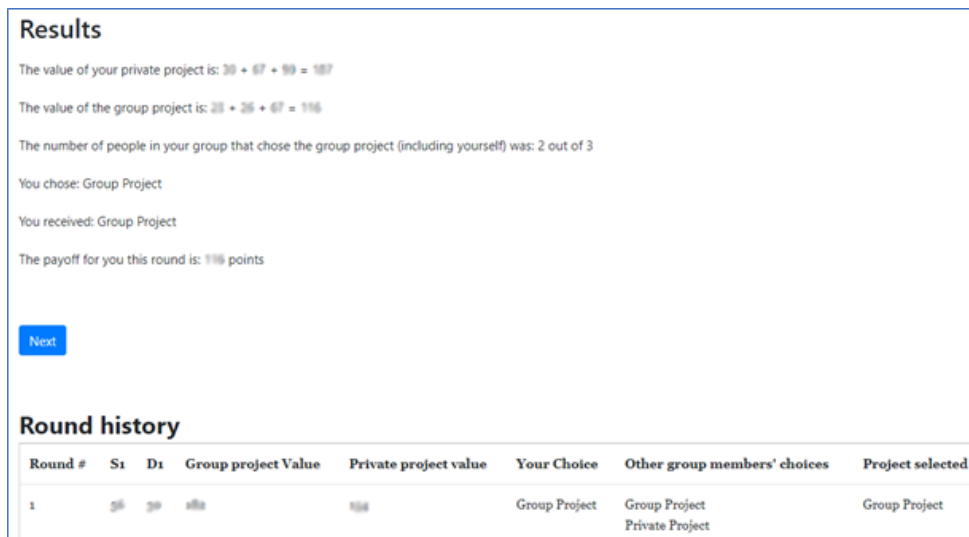 Results
The value of your private project is: + 67 + =
The value of the group project is: + + 67 =
The number of people in your group that chose the group project (including yourself) was: 2 out of 3
You chose: Group Project
You received: Group Project
The payoff for you this round is: points
Next
Round history
Round # S1 D1 Group project Value Private project value Your Choice Other group members' choices Project selected
1 Group Project Group Project Group Project
Private Project